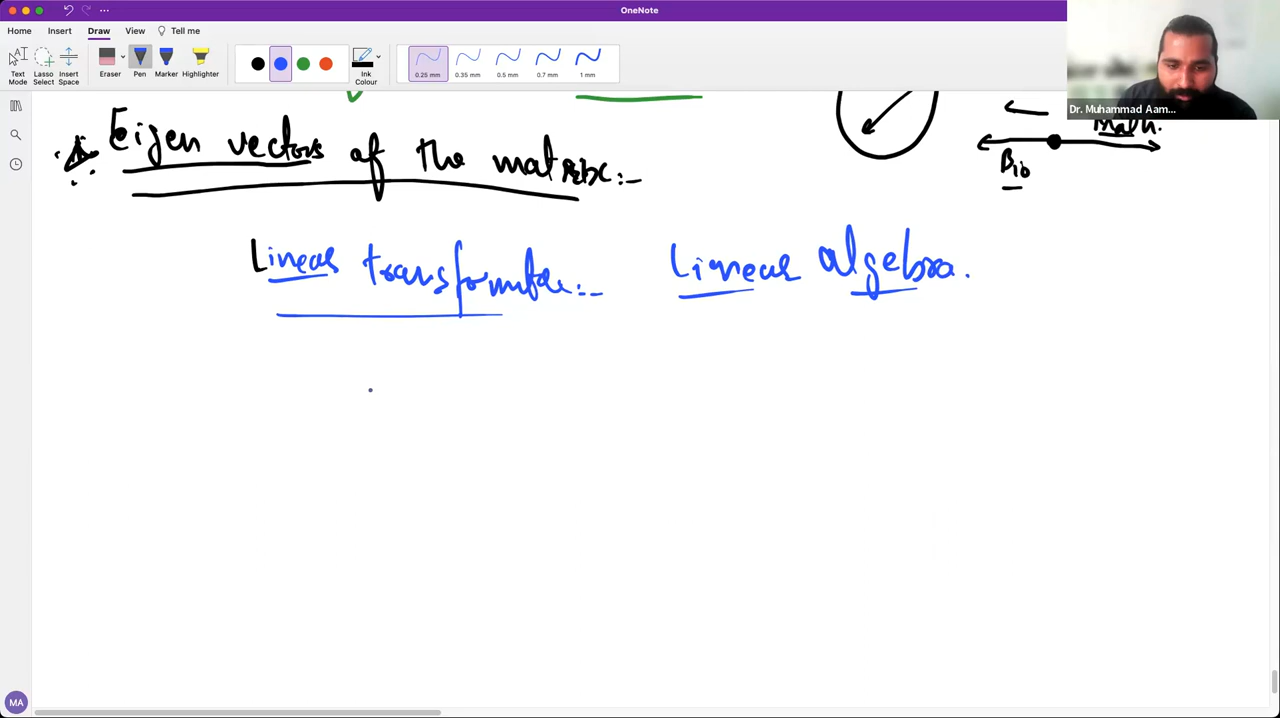 OneNote
Home Insert Draw View Tell me
Text Mode Lasso Select Insert Space Eraser Pen Marker Highlighter Ink Colour 0.25 mm 0.35 mm 0.5 mm 0.7 mm 1 mm
Dr. Muhammad Aam...
Math.
Bio
Eigen vectors of the matrix:-
Linear :- Linear algebra.
MA